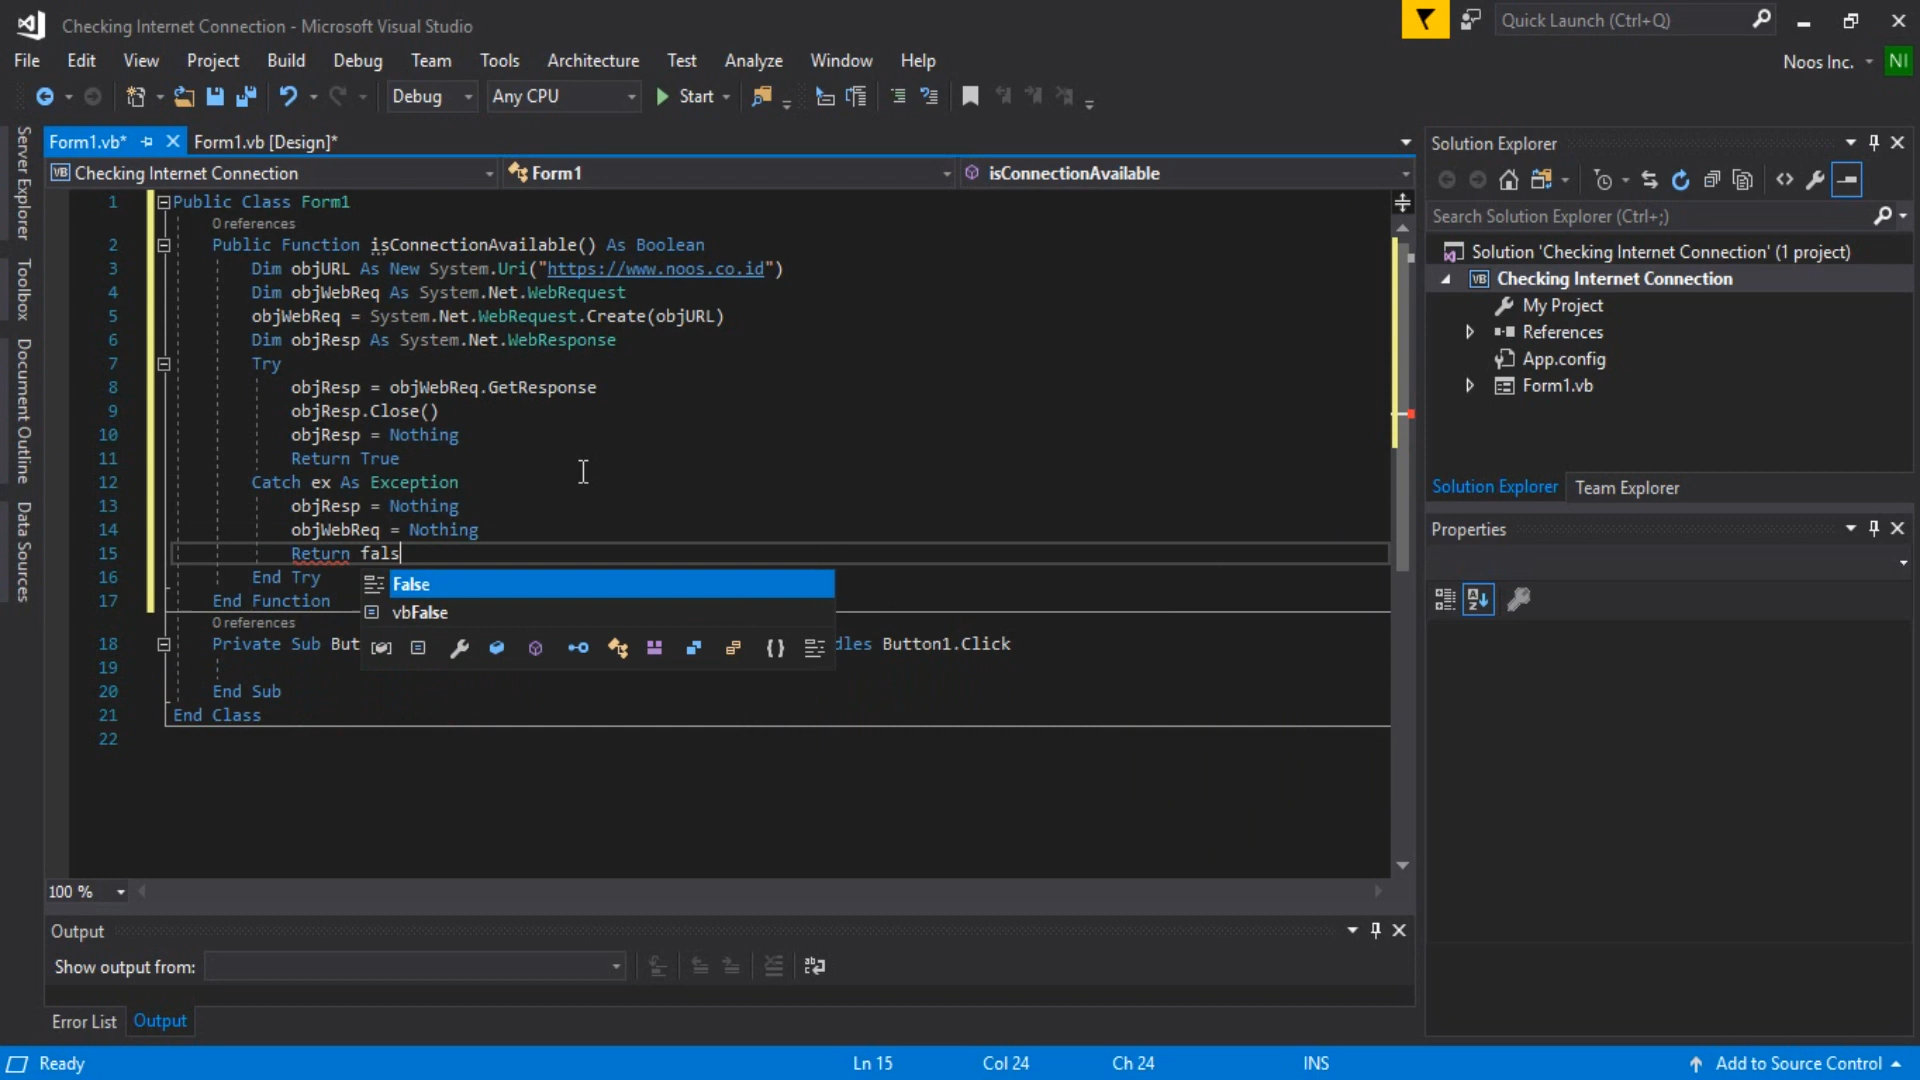 Checking Internet Connection - Microsoft Visual Studio
Quick Launch (Ctrl+Q)
File Edit View Project Build Debug Team Tools Architecture Test Analyze Window Help
Noos Inc. NI
Debug Any CPU Start
Server Explorer
Toolbox
Document Outline
Data Sources
Form1.vb* Form1.vb [Design]*
VB Checking Internet Connection Form1 isConnectionAvailable
1 Public Class Form1
0 references
2 Public Function isConnectionAvailable() As Boolean
3 Dim objURL As New System.Uri("https://www.noos.co.id")
4 Dim objWebReq As System.Net.WebRequest
5 objWebReq = System.Net.WebRequest.Create(objURL)
6 Dim objResp As System.Net.WebResponse
7 Try
8 objResp = objWebReq.GetResponse
9 objResp.Close()
10 objResp = Nothing
11 Return True
12 Catch ex As Exception
13 objResp = Nothing
14 objWebReq = Nothing
15 Return fals
16 End Try
17 End Function
False
vbFalse
0 references
18 Private Sub But dles Button1.Click
19
20 End Sub
21 End Class
22
100 %
Output
Show output from:
Error List Output
Solution Explorer
Search Solution Explorer (Ctrl+;)
Solution 'Checking Internet Connection' (1 project)
VB Checking Internet Connection
My Project
References
App.config
Form1.vb
Solution Explorer Team Explorer
Properties
Ready Ln 15 Col 24 Ch 24 INS Add to Source Control